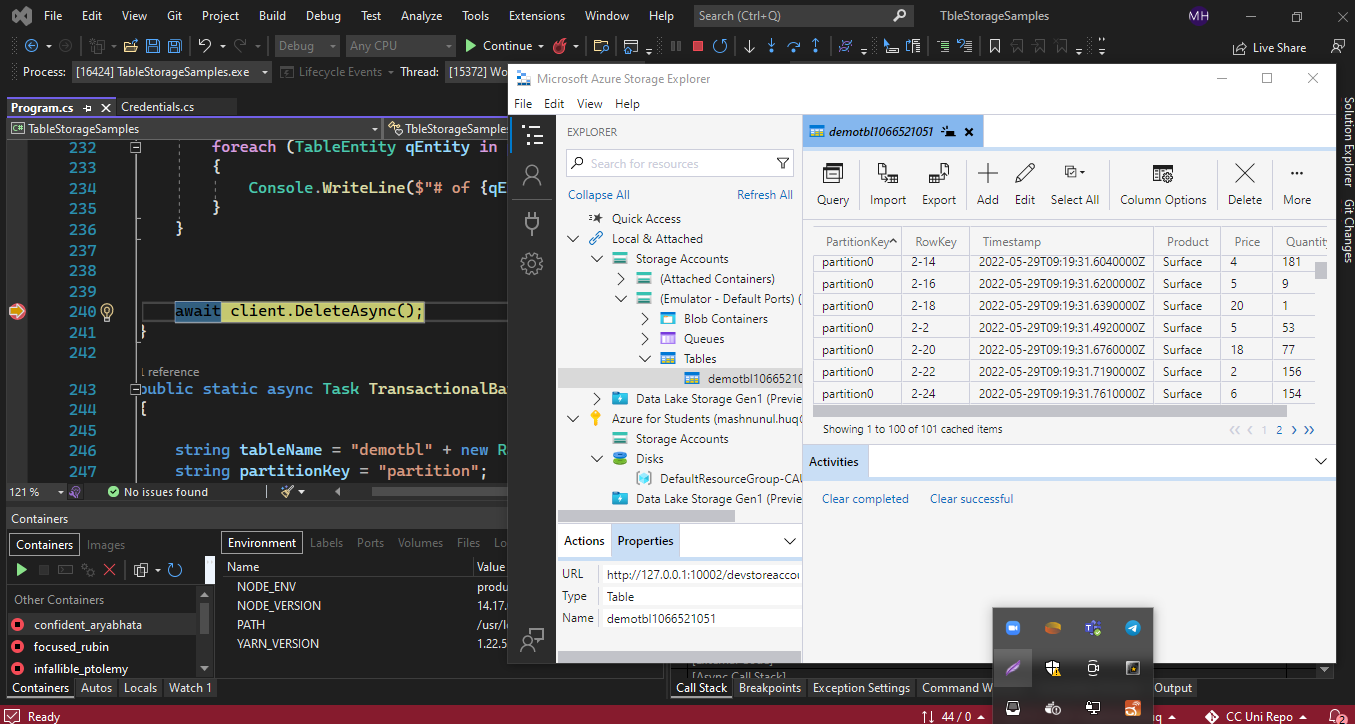 File Edit View Git Project Build Debug Test Analyze Tools Extensions Window Help Search (Ctrl+Q) TbleStorageSamples MH
Debug Any CPU Continue Live Share
Process: [16424] TableStorageSamples.exe Lifecycle Events Thread: [15372]
Program.cs Credentials.cs
TableStorageSamples TbleStorageSamples
232 foreach (TableEntity qEntity in
233 {
234 Console.WriteLine($"# of {qE
235 }
236 }
237
238
239
240 await client.DeleteAsync();
241 }
242
1 reference
243 public static async Task TransactionalBa
244 {
245
246 string tableName = "demotbl" + new R
247 string partitionKey = "partition";
121 % No issues found
Containers
Containers Images
Other Containers
confident_aryabhata
focused_rubin
infallible_ptolemy
Environment Labels Ports Volumes Files Lo
Name Value
NODE_ENV produ
NODE_VERSION 14.17.
PATH /usr/l
YARN_VERSION 1.22.5
Containers Autos Locals Watch 1
Ready
Microsoft Azure Storage Explorer
File Edit View Help
EXPLORER
Search for resources
Collapse All Refresh All
Quick Access
Local & Attached
Storage Accounts
(Attached Containers)
(Emulator - Default Ports) (
Blob Containers
Queues
Tables
demotbl10665210
Data Lake Storage Gen1 (Previe
Azure for Students (mashnunul.huq
Storage Accounts
Disks
DefaultResourceGroup-CAU
Data Lake Storage Gen1 (Previe
Actions Properties
URL http://127.0.0.1:10002/devstoreaccou
Type Table
Name demotbl1066521051
demotbl1066521051
Query Import Export Add Edit Select All Column Options Delete More
PartitionKey RowKey Timestamp Product Price Quantity
partition0 2-14 2022-05-29T09:19:31.6040000Z Surface 4 181
partition0 2-16 2022-05-29T09:19:31.6200000Z Surface 5 9
partition0 2-18 2022-05-29T09:19:31.6390000Z Surface 20 1
partition0 2-2 2022-05-29T09:19:31.4920000Z Surface 5 53
partition0 2-20 2022-05-29T09:19:31.6760000Z Surface 18 77
partition0 2-22 2022-05-29T09:19:31.7190000Z Surface 2 156
partition0 2-24 2022-05-29T09:19:31.7610000Z Surface 6 154
Showing 1 to 100 of 101 cached items 1 2
Activities
Clear completed Clear successful
Solution Explorer
Git Changes
[External Code]
[Async Call Stack]
Call Stack Breakpoints Exception Settings Command W Output
44 / 0 uq CC Uni Repo 2